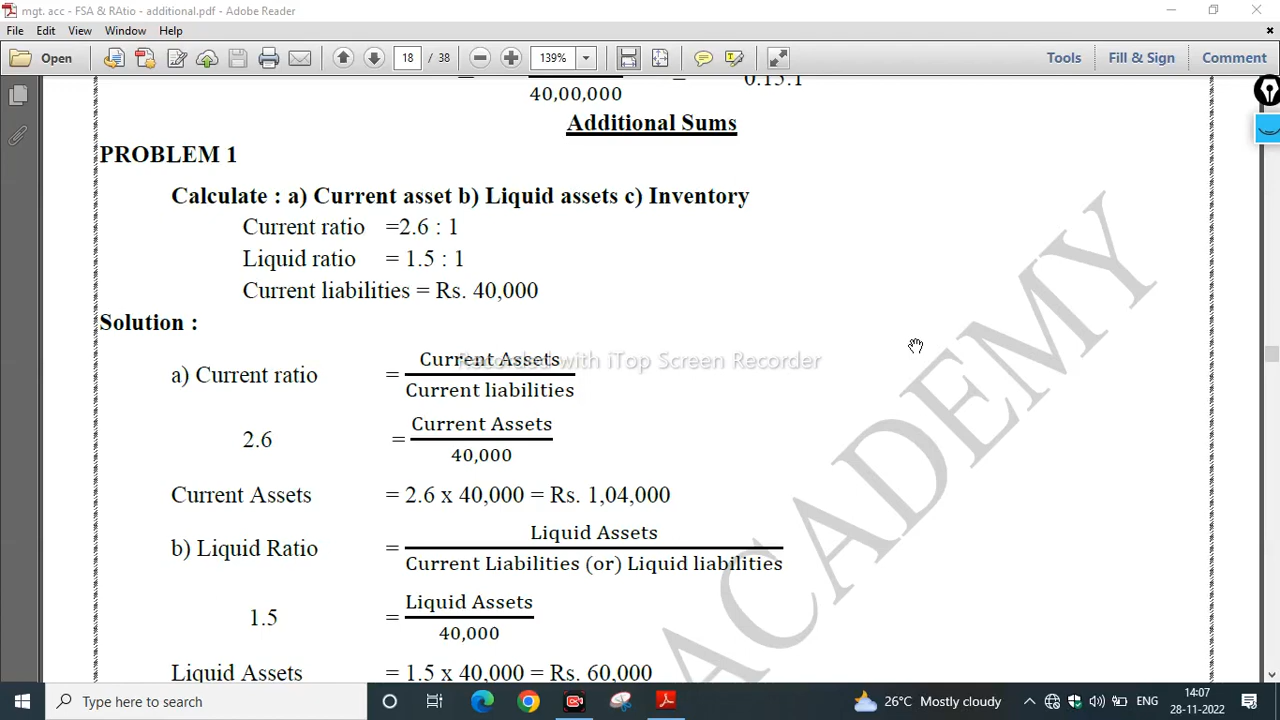 mgt. acc - FSA & RAtio - additional.pdf - Adobe Reader
File Edit View Window Help
Open 18 / 38 139% Tools Fill & Sign Comment
= = 0.15:1
40,00,000
Additional Sums
PROBLEM 1
Calculate : a) Current asset b) Liquid assets c) Inventory
Current ratio =2.6 : 1
Liquid ratio = 1.5 : 1
Current liabilities = Rs. 40,000
Solution :
Current Assets
a) Current ratio =
Current liabilities
Recorded with iTop Screen Recorder
Current Assets
2.6 =
40,000
Current Assets = 2.6 x 40,000 = Rs. 1,04,000
Liquid Assets
b) Liquid Ratio =
Current Liabilities (or) Liquid liabilities
Liquid Assets
1.5 =
40,000
Liquid Assets = 1.5 x 40,000 = Rs. 60,000
ACADEMY
Type here to search 26°C Mostly cloudy ENG 14:07
28-11-2022